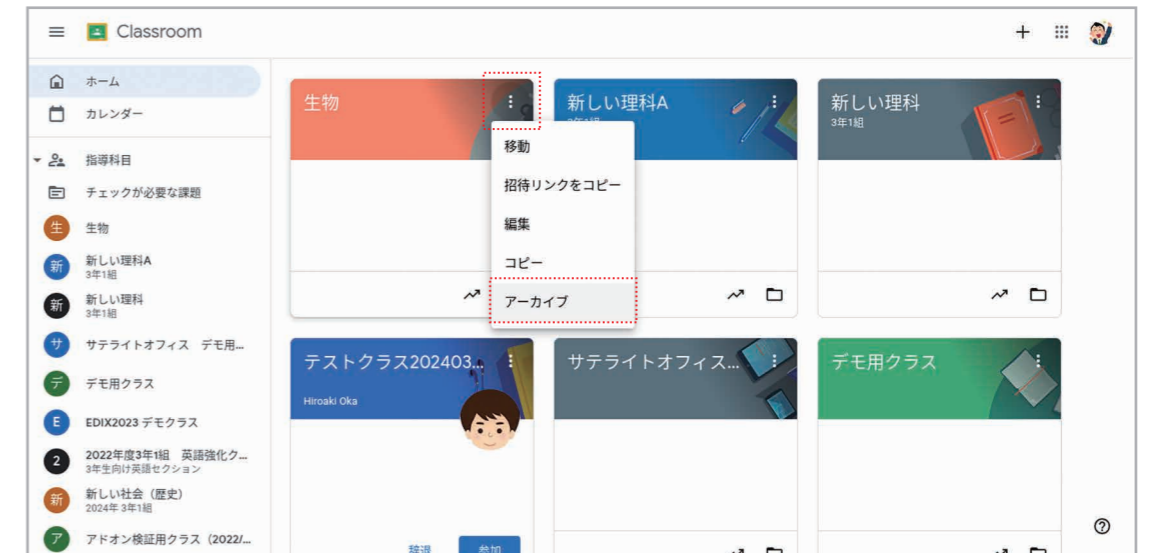 Classroom
ホーム
カレンダー
指導科目
チェックが必要な課題
生
生物
新
新しい理科A
3年1組
新
新しい理科
3年1組
サ
サテライトオフィス デモ用...
デ
デモ用クラス
E
EDIX2023 デモクラス
2
2022年度3年1組 英語強化ク...
3年生向け英語セクション
新
新しい社会（歴史）
2024年 3年1組
ア
アドオン検証用クラス（2022/...
生物
移動
招待リンクをコピー
編集
コピー
アーカイブ
新しい理科A
新しい理科
3年1組
テストクラス202403...
Hiroaki Oka
辞退
参加
サテライトオフィス...
デモ用クラス